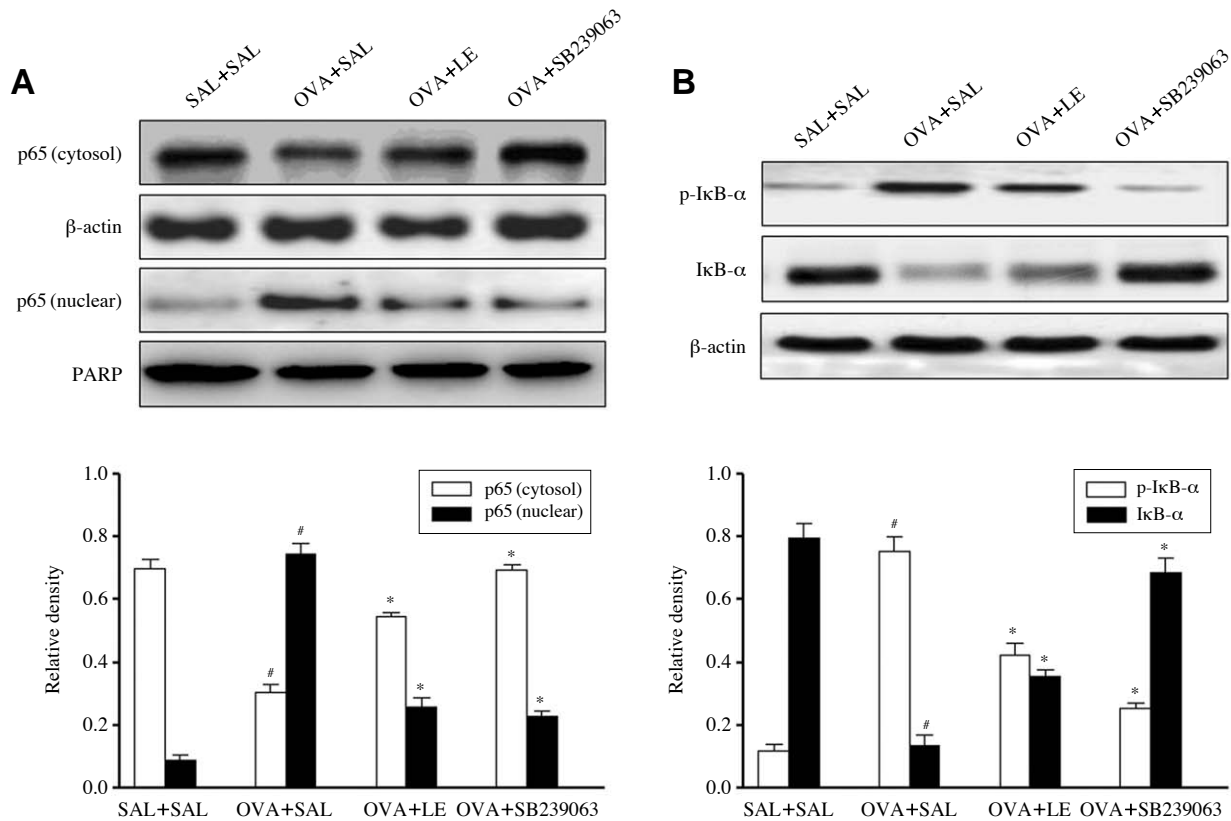 A
SAL+SAL
OVA+SAL
OVA+LE
OVA+SB239063
p65 (cytosol)
β-actin
p65 (nuclear)
PARP
1.0
0.8
0.6
0.4
0.2
0.0
Relative density
p65 (cytosol)
p65 (nuclear)
#
#
*
*
*
*
SAL+SAL
OVA+SAL
OVA+LE
OVA+SB239063
B
SAL+SAL
OVA+SAL
OVA+LE
OVA+SB239063
p-IκB-α
IκB-α
β-actin
1.0
0.8
0.6
0.4
0.2
0.0
Relative density
p-IκB-α
IκB-α
#
#
*
*
*
*
SAL+SAL
OVA+SAL
OVA+LE
OVA+SB239063